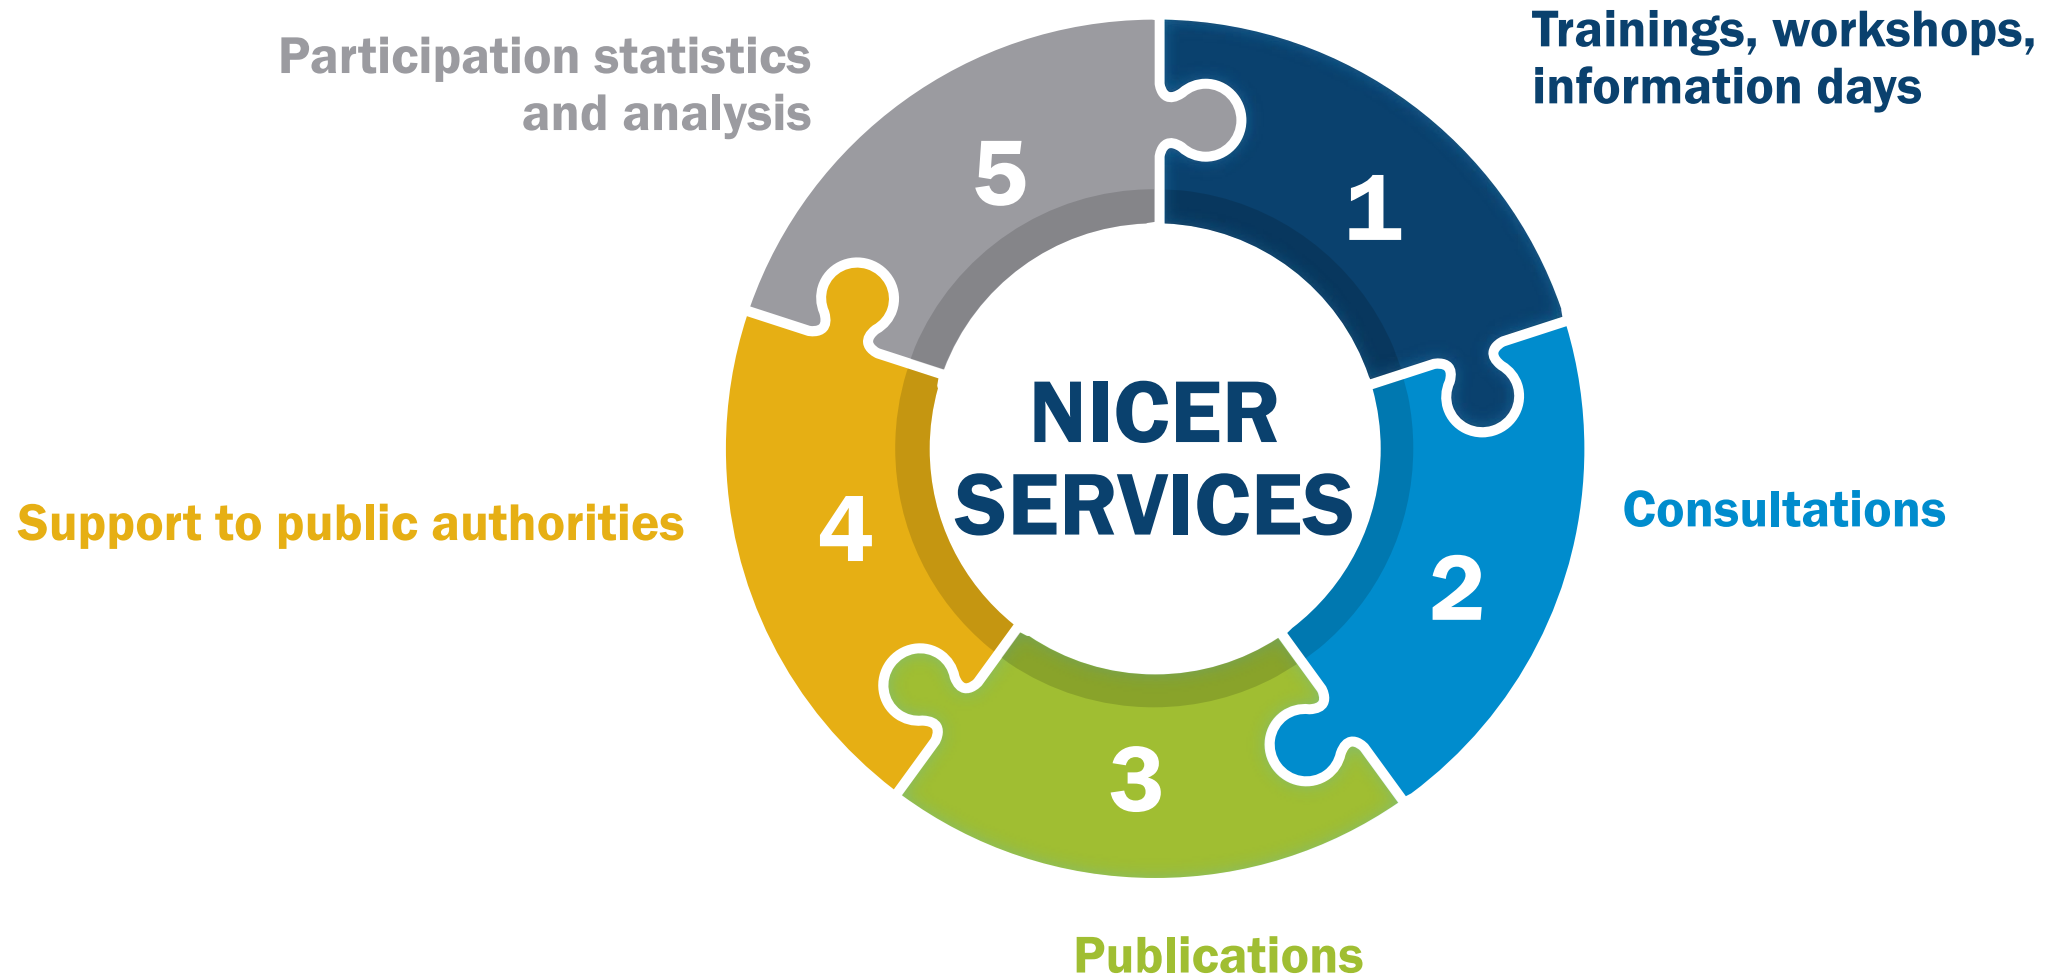 NICER
SERVICES
1
Trainings, workshops,
information days
2
Consultations
3
Publications
4
Support to public authorities
5
Participation statistics
and analysis